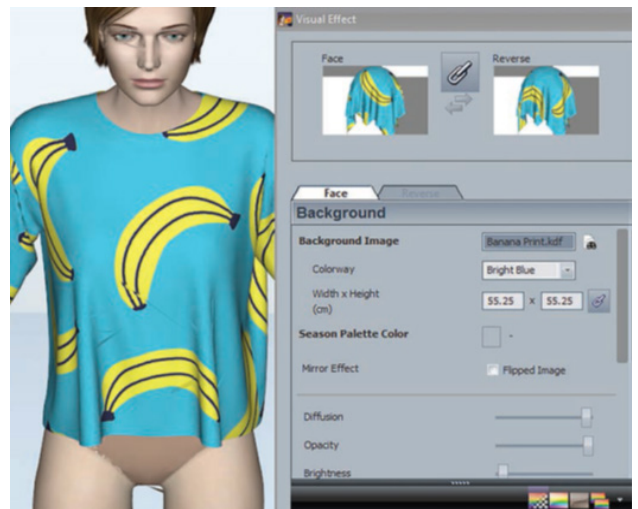 Visual Effect
Face
Reverse
Face
Reverse
Background
Background Image
Banana Print.kdf
Colorway
Bright Blue
Width x Height
(cm)
55.25 x 55.25
Season Palette Color
-
Mirror Effect
Flipped Image
Diffusion
Opacity
Brightness